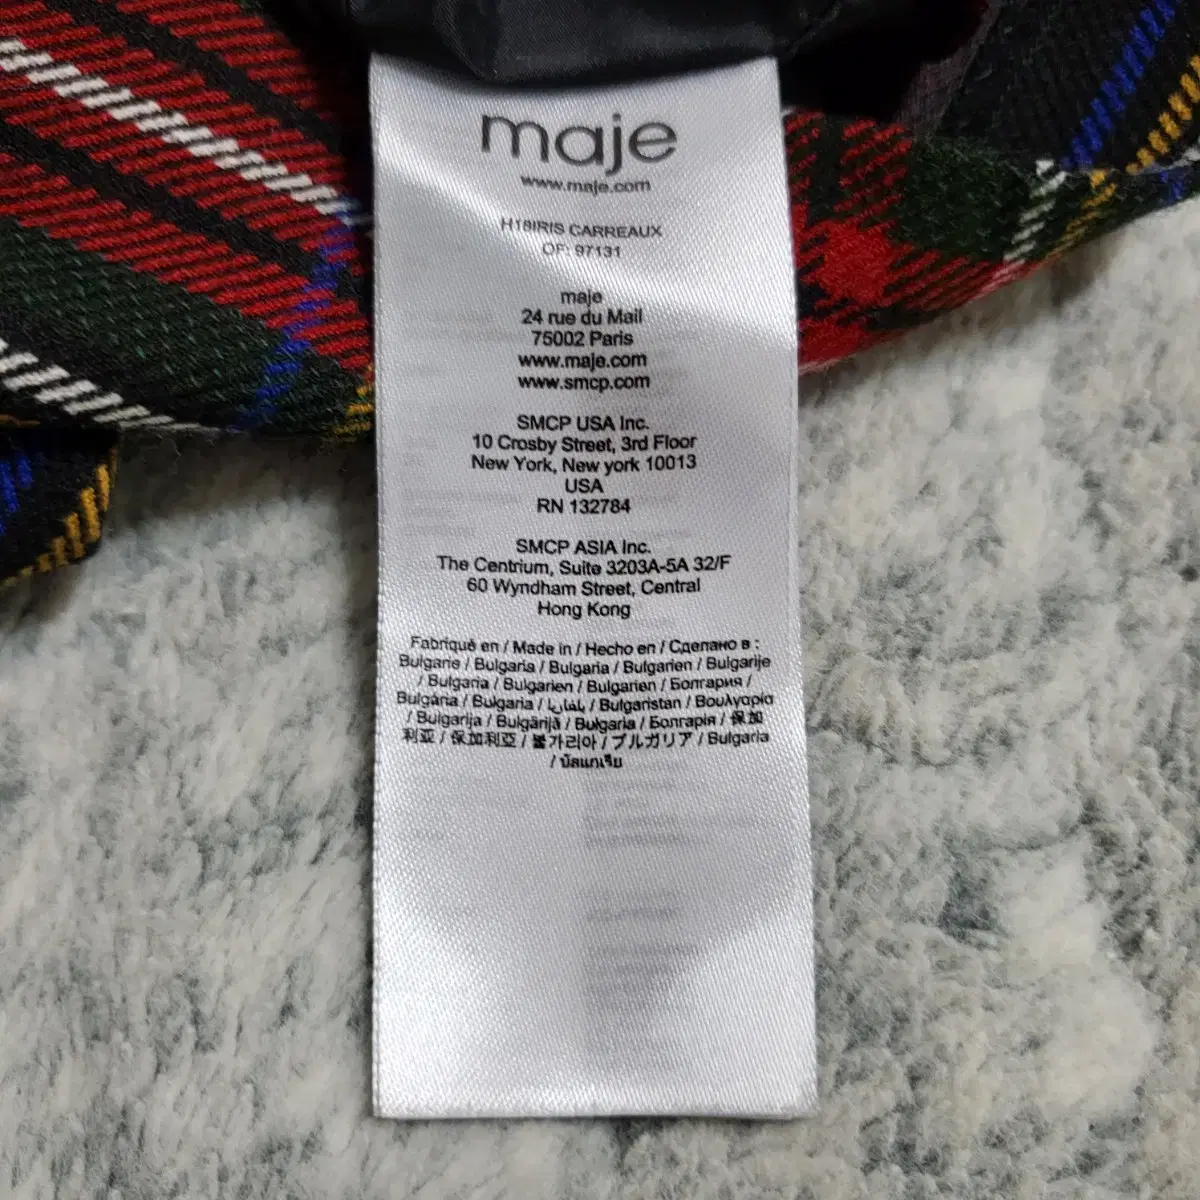 maje
www.maje.com
H18IRIS CARREAUX
OF: 97131
maje
24 rue du Mail
75002 Paris
www.maje.com
www.smcp.com
SMCP USA Inc.
10 Crosby Street, 3rd Floor
New York, New york 10013
USA
RN 132784
SMCP ASIA Inc.
The Centrium, Suite 3203A-5A 32/F
60 Wyndham Street, Central
Hong Kong
Fabriqué en / Made in / Hecho en / Сделано в :
Bulgarie / Bulgaria / Bulgaria / Bulgarien / Bulgarije
/ Bulgaria / Bulgarien / Bulgarien / Болгария /
Bulgária / Bulgaria / بلغاريا / Bulgaristan / Βουλγαρία
/ Bulgarija / Bulgārijā / Bulgaria / Болгарія / 保加
利亚 / 保加利亞 / 불가리아 / ブルガリア / Bulgaria
/ บัลแกเรีย